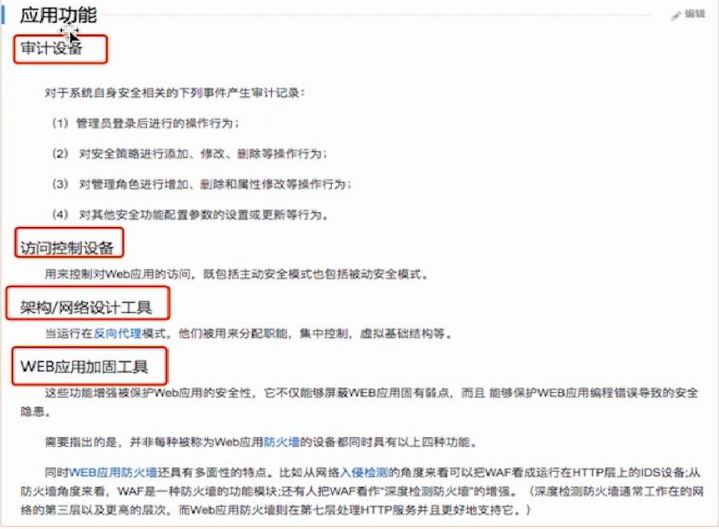 应用功能
编辑
审计设备
对于系统自身安全相关的下列事件产生审计记录：
（1）管理员登录后进行的操作行为；
（2） 对安全策略进行添加、修改、删除等操作行为；
（3） 对管理角色进行增加、删除和属性修改等操作行为；
（4） 对其他安全功能配置参数的设置或更新等行为。
访问控制设备
用来控制对Web应用的访问，既包括主动安全模式也包括被动安全模式。
架构/网络设计工具
当运行在反向代理模式，他们被用来分配职能，集中控制，虚拟基础结构等。
WEB应用加固工具
这些功能增强被保护Web应用的安全性，它不仅能够屏蔽WEB应用固有弱点，而且 能够保护WEB应用编程错误导致的安全
隐患。
需要指出的是，并非每种被称为Web应用防火墙的设备都同时具有以上四种功能。
同时WEB应用防火墙还具有多面性的特点。比如从网络入侵检测的角度来看可以把WAF看成运行在HTTP层上的IDS设备;从
防火墙角度来看，WAF是一种防火墙的功能模块;还有人把WAF看作“深度检测防火墙”的增强。（深度检测防火墙通常工作在的网
络的第三层以及更高的层次，而Web应用防火墙则在第七层处理HTTP服务并且更好地支持它。）